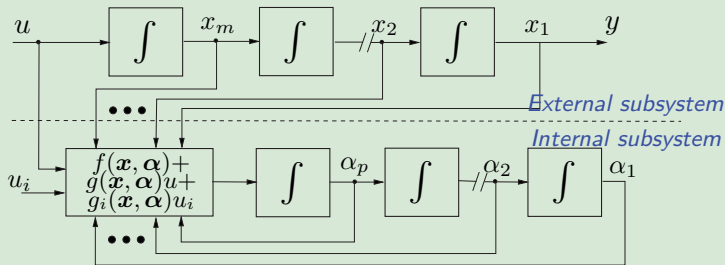 u
∫
x_m
∫
x_2
∫
x_1
y
•••
External subsystem
Internal subsystem
u_i
f(x, α)+
g(x, α)u+
g_i(x, α)u_i
∫
α_p
∫
α_2
∫
α_1
•••